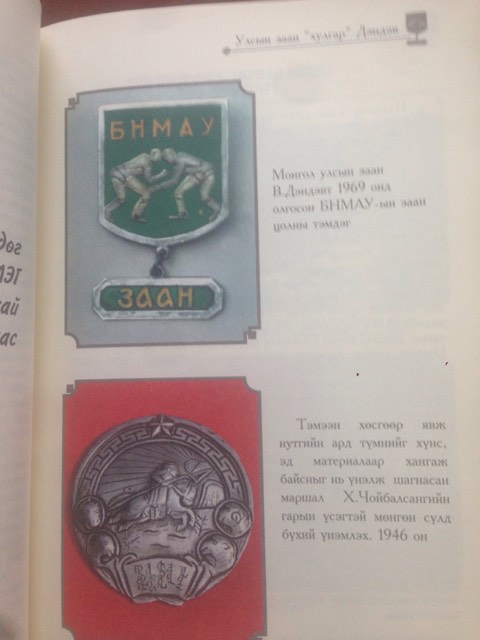 Улсын заан "хулгар" Дэндэв
БНМАУ
ЗААН
Монгол улсын заан
В.Дэндэвт 1969 онд
олгосон БНМАУ-ын заан
цолны тэмдэг
Тэмээн хөсгөөр явж
нутгийн ард түмнийг хүнс,
эд материалаар хангаж
байсныг нь үнэлж шагнасан
маршал Х.Чойбалсангийн
гарын үсэгтэй мөнгөн сүлд
бүхий үнэмлэх. 1946 он